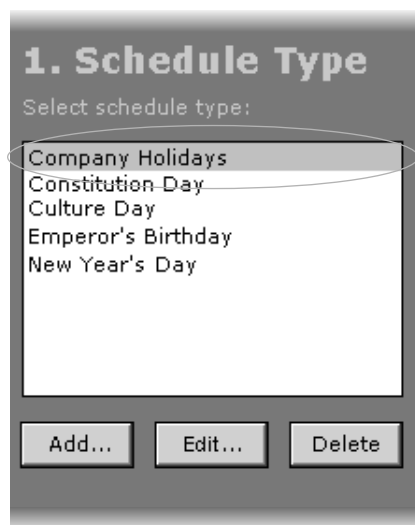 1. Schedule Type
Select schedule type:
Company Holidays
Constitution Day
Culture Day
Emperor's Birthday
New Year's Day
Add... Edit... Delete